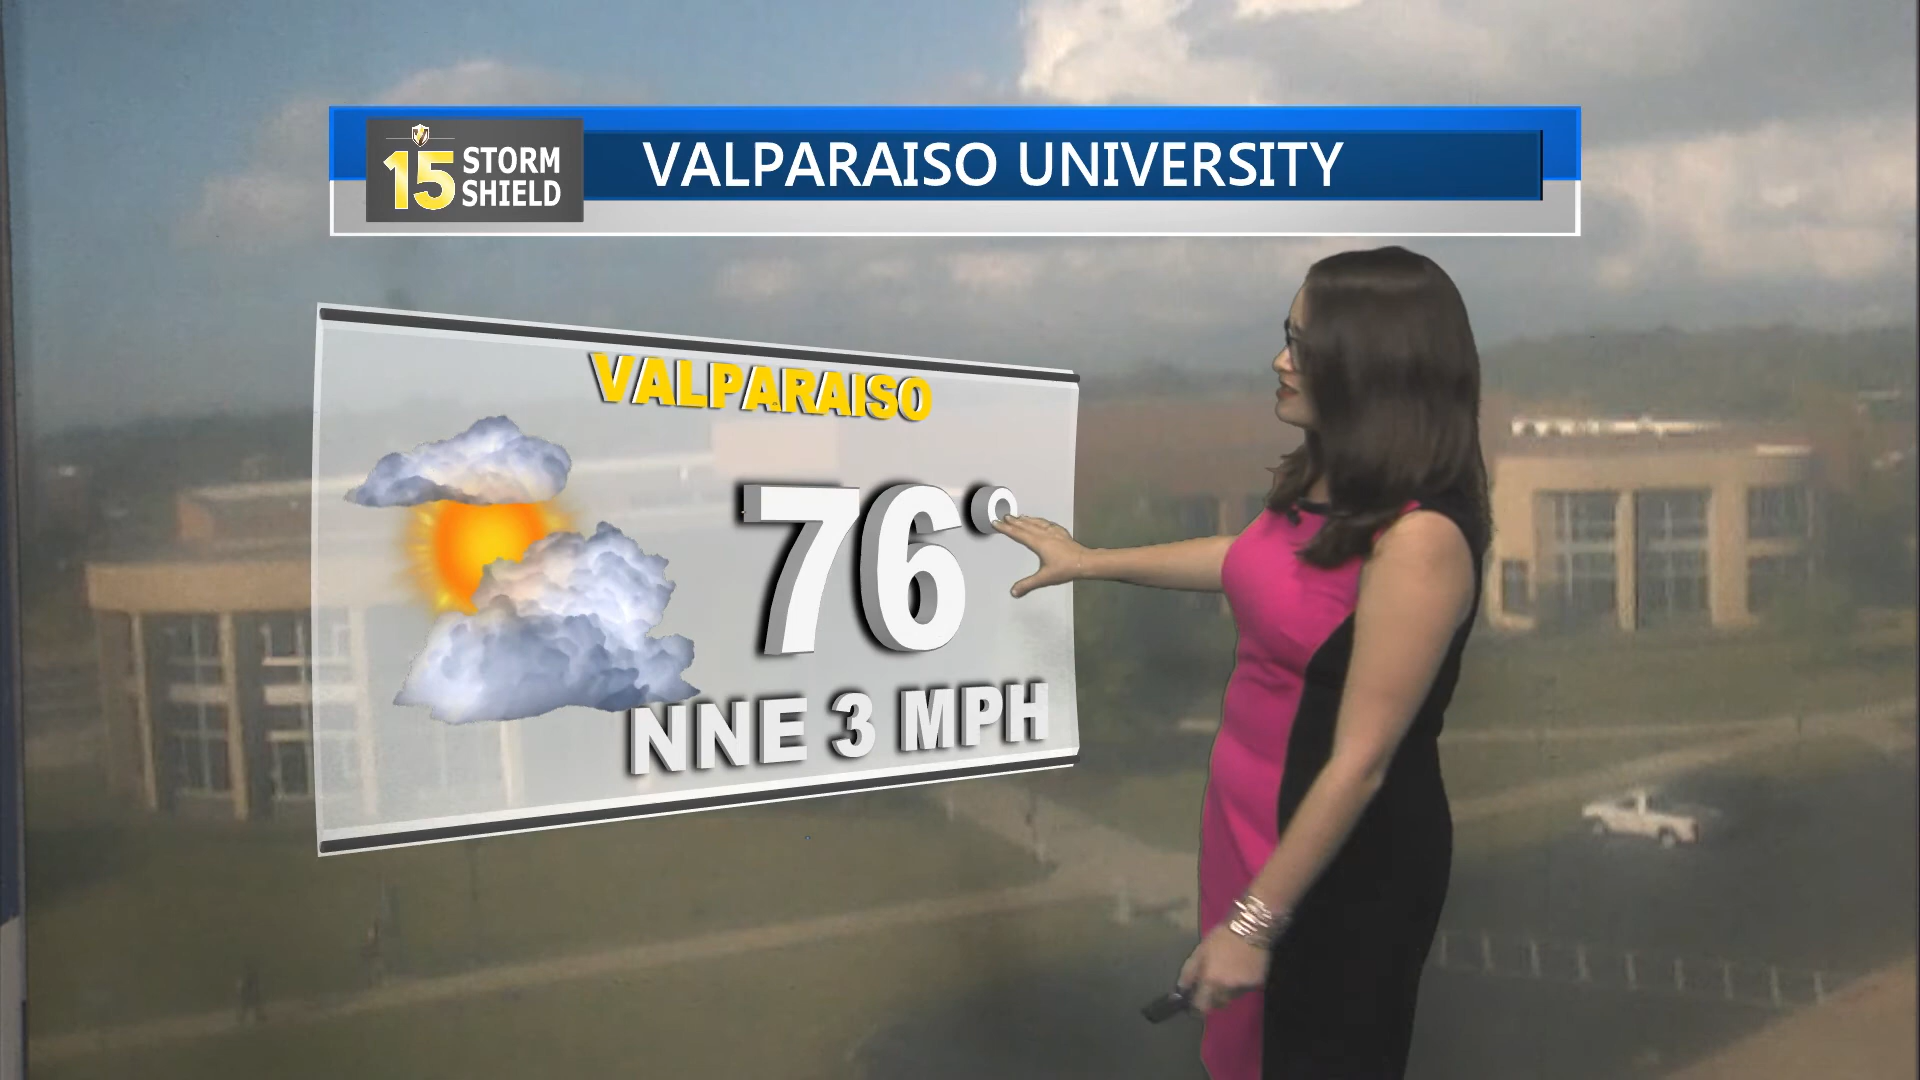 15 STORM
SHIELD
VALPARAISO UNIVERSITY
VALPARAISO
76°
NNE 3 MPH